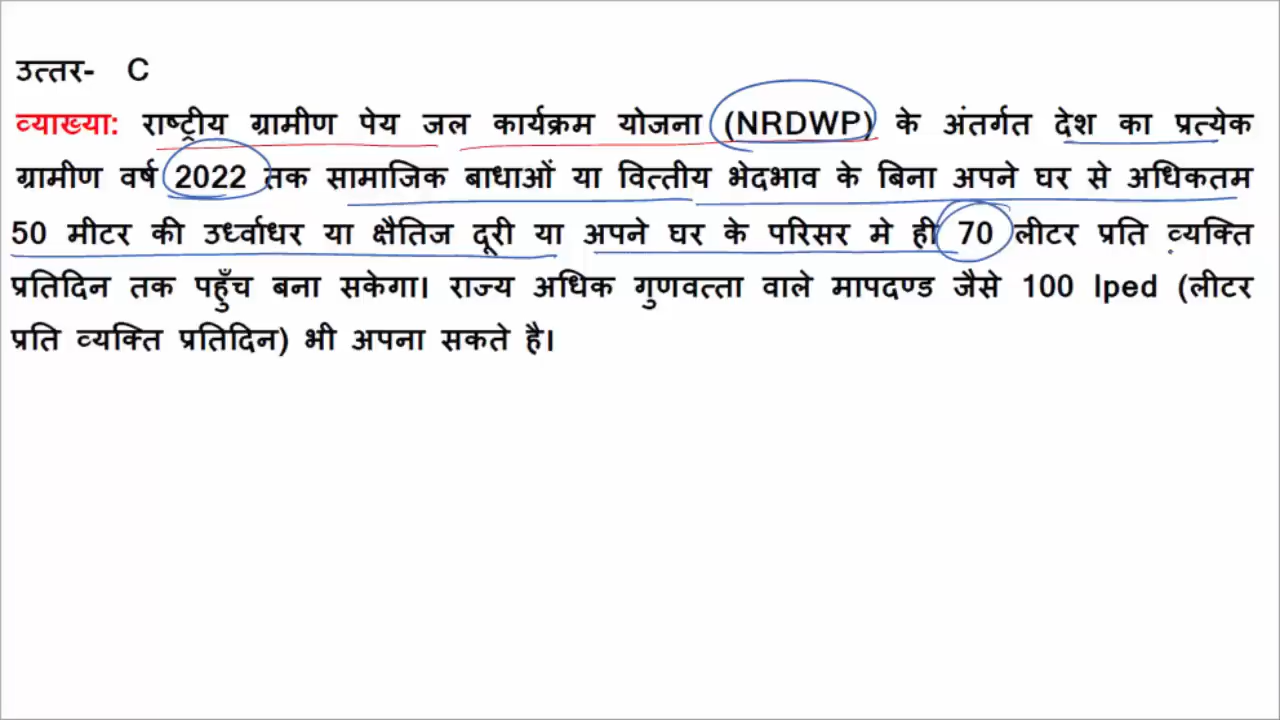 उत्तर- C
व्याख्या: राष्ट्रीय ग्रामीण पेय जल कार्यक्रम योजना (NRDWP) के अंतर्गत देश का प्रत्येक
ग्रामीण वर्ष 2022 तक सामाजिक बाधाओं या वित्तीय भेदभाव के बिना अपने घर से अधिकतम
50 मीटर की उर्ध्वाधर या क्षैतिज दूरी या अपने घर के परिसर मे ही 70 लीटर प्रति व्यक्ति
प्रतिदिन तक पहुँच बना सकेगा। राज्य अधिक गुणवत्ता वाले मापदण्ड जैसे 100 lped (लीटर
प्रति व्यक्ति प्रतिदिन) भी अपना सकते है।